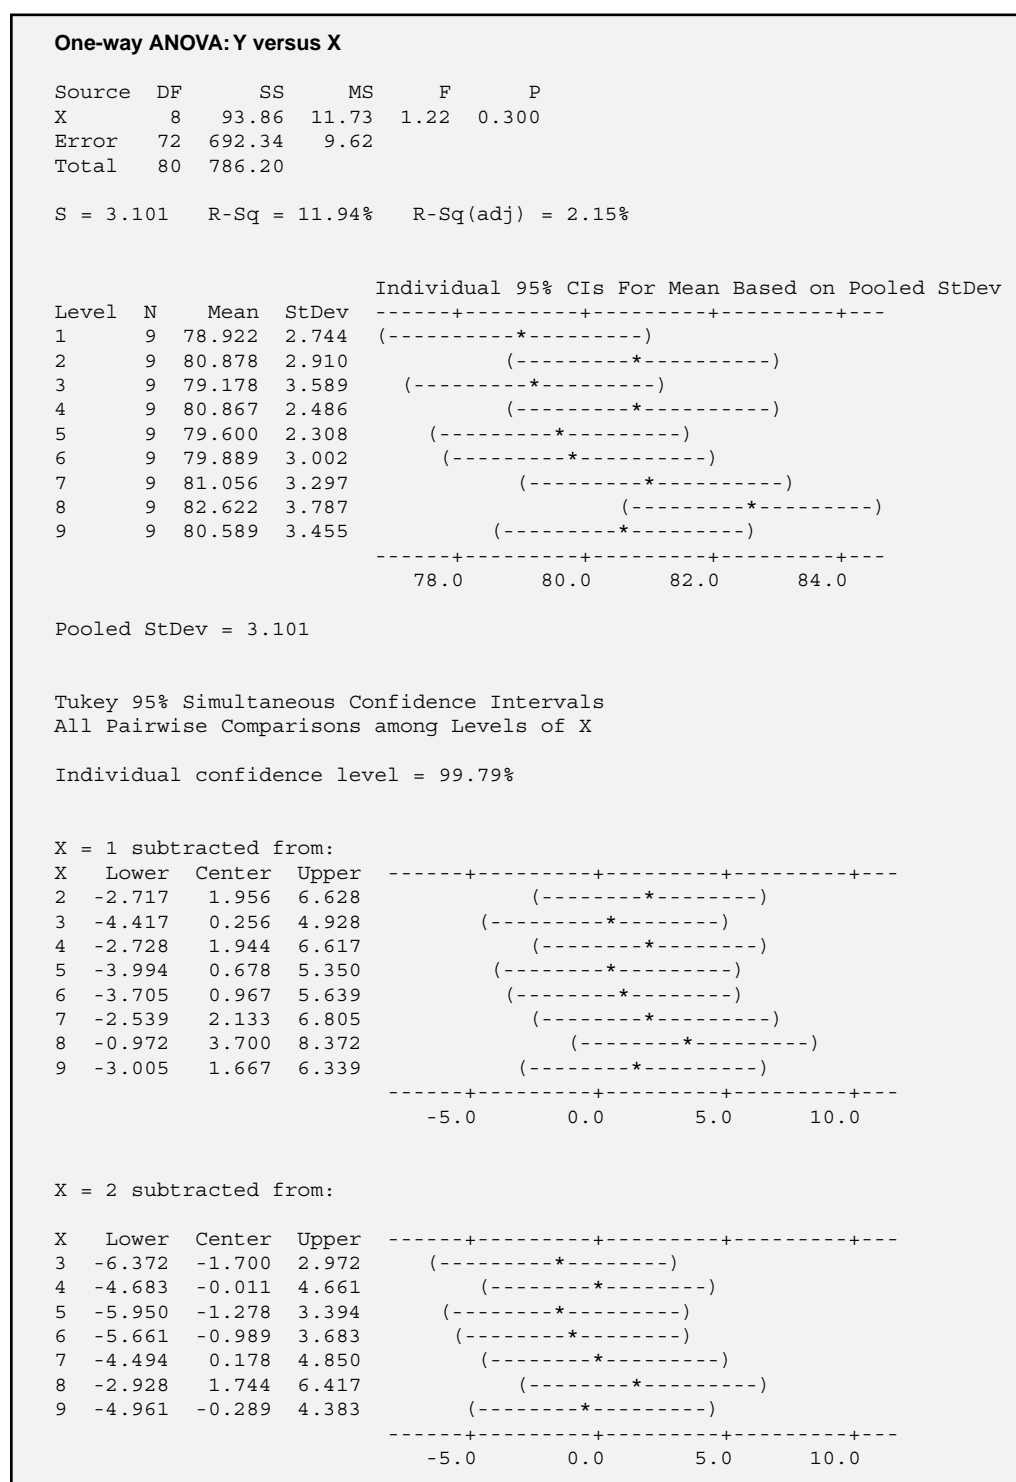 One-way ANOVA: Y versus X
Source  DF      SS     MS     F      P
X        8   93.86  11.73  1.22  0.300
Error   72  692.34   9.62
Total   80  786.20
S = 3.101   R-Sq = 11.94%   R-Sq(adj) = 2.15%
Individual 95% CIs For Mean Based on Pooled StDev
Level  N    Mean  StDev  ------+---------+---------+---------+---
1      9  78.922  2.744  (----------*---------)
2      9  80.878  2.910            (---------*----------)
3      9  79.178  3.589    (---------*---------)
4      9  80.867  2.486            (---------*----------)
5      9  79.600  2.308      (---------*---------)
6      9  79.889  3.002       (---------*----------)
7      9  81.056  3.297             (---------*----------)
8      9  82.622  3.787                     (---------*---------)
9      9  80.589  3.455           (---------*---------)
------+---------+---------+---------+---
78.0      80.0      82.0      84.0
Pooled StDev = 3.101
Tukey 95% Simultaneous Confidence Intervals
All Pairwise Comparisons among Levels of X
Individual confidence level = 99.79%
X = 1 subtracted from:
X   Lower  Center  Upper  ------+---------+---------+---------+---
2  -2.717   1.956  6.628             (--------*--------)
3  -4.417   0.256  4.928         (---------*--------)
4  -2.728   1.944  6.617             (--------*--------)
5  -3.994   0.678  5.350          (--------*---------)
6  -3.705   0.967  5.639           (--------*--------)
7  -2.539   2.133  6.805             (--------*---------)
8  -0.972   3.700  8.372                (--------*---------)
9  -3.005   1.667  6.339            (--------*---------)
------+---------+---------+---------+---
-5.0       0.0       5.0      10.0
X = 2 subtracted from:
X   Lower  Center  Upper  ------+---------+---------+---------+---
3  -6.372  -1.700  2.972     (---------*--------)
4  -4.683  -0.011  4.661         (--------*--------)
5  -5.950  -1.278  3.394      (--------*---------)
6  -5.661  -0.989  3.683       (--------*--------)
7  -4.494   0.178  4.850         (--------*---------)
8  -2.928   1.744  6.417            (--------*---------)
9  -4.961  -0.289  4.383        (--------*---------)
------+---------+---------+---------+---
-5.0       0.0       5.0      10.0